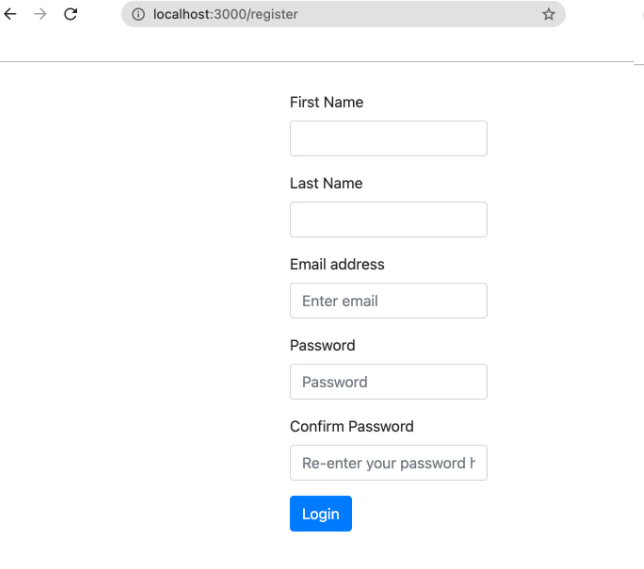 localhost:3000/register
First Name
Last Name
Email address
Enter email
Password
Password
Confirm Password
Re-enter your password
Login